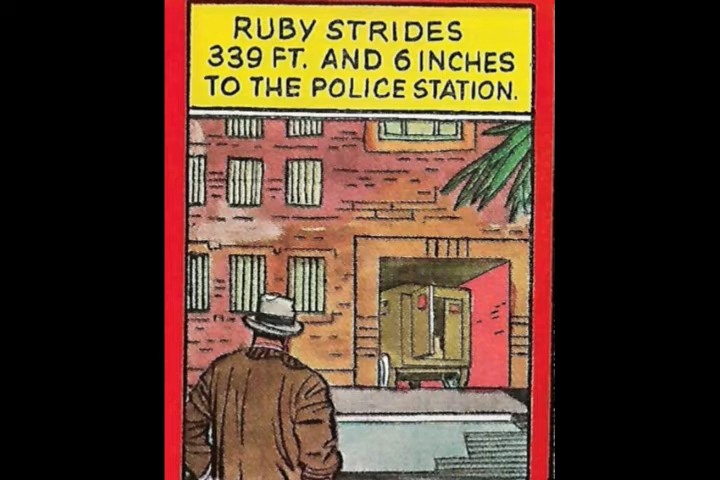 RUBY STRIDES
339 FT. AND 6 INCHES
TO THE POLICE STATION.